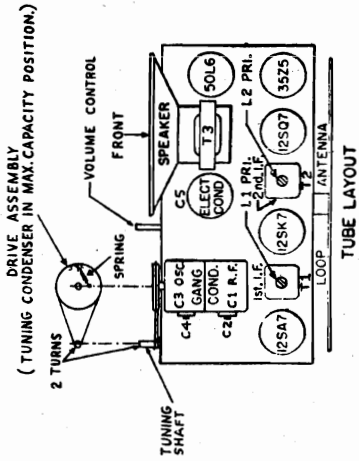 DRIVE ASSEMBLY
(TUNING CONDENSER IN MAX. CAPACITY POSITION.)
SPRING
2 TURNS
VOLUME CONTROL
FRONT
TUNING
SHAFT
SPEAKER
T3
50L6
C5
ELECT
COND
C4
C3 OSC.
GANG
COND.
C2
C1 R.F.
35Z5
L2 PRI.
12SQ7
L1 PRI.
2nd. I.F.
T2
12SK7
1st. I.F.
T1
12SA7
LOOP ANTENNA
TUBE LAYOUT